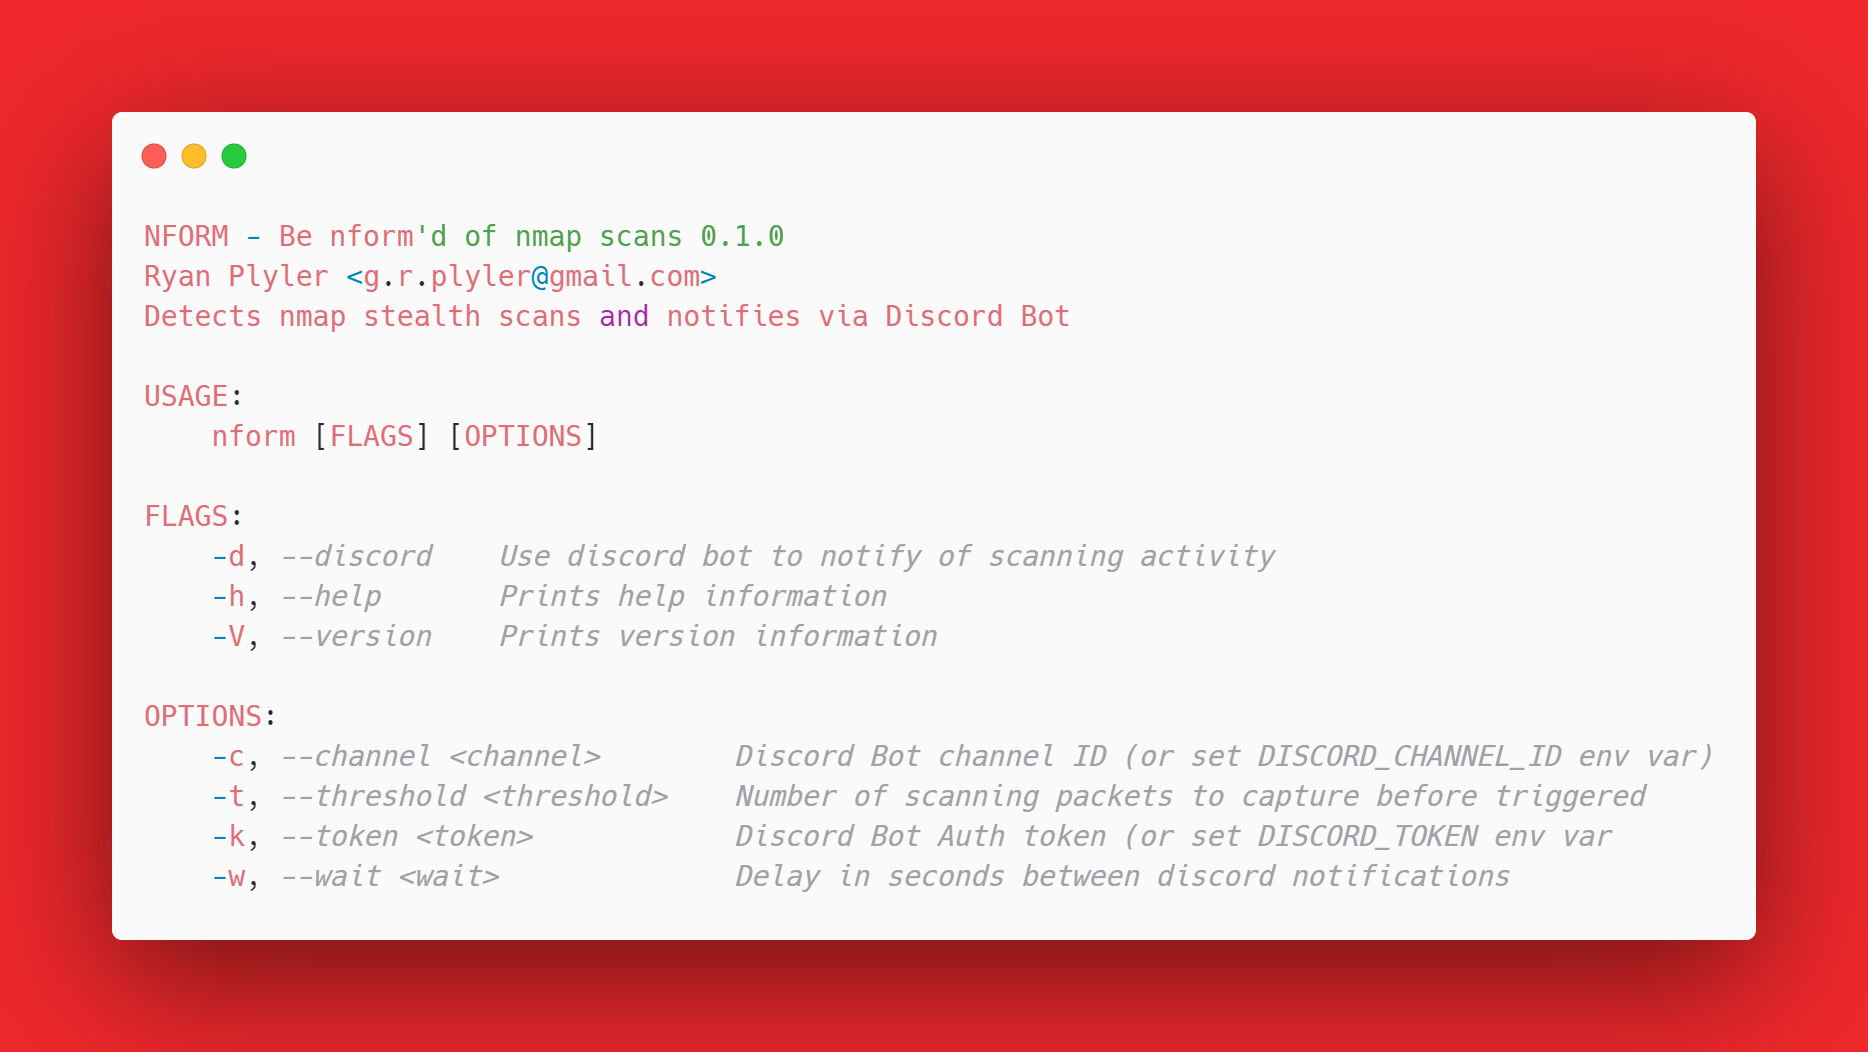 NFORM - Be nform'd of nmap scans 0.1.0
Ryan Plyler <g.r.plyler@gmail.com>
Detects nmap stealth scans and notifies via Discord Bot

USAGE:
    nform [FLAGS] [OPTIONS]

FLAGS:
    -d, --discord    Use discord bot to notify of scanning activity
    -h, --help       Prints help information
    -V, --version    Prints version information

OPTIONS:
    -c, --channel <channel>        Discord Bot channel ID (or set DISCORD_CHANNEL_ID env var)
    -t, --threshold <threshold>    Number of scanning packets to capture before triggered
    -k, --token <token>            Discord Bot Auth token (or set DISCORD_TOKEN env var
    -w, --wait <wait>              Delay in seconds between discord notifications